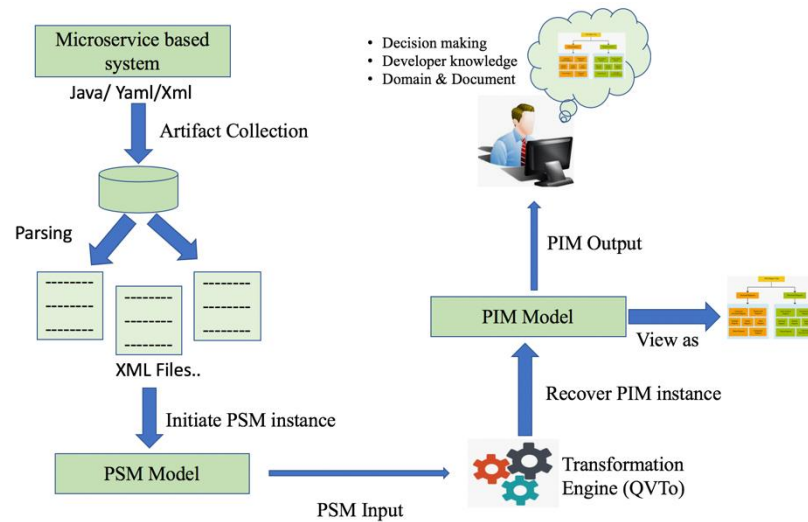 Microservice based
system
Java/ Yaml/Xml
Artifact Collection
Parsing
----------
----------
----------
----------
----------
----------
----------
----------
----------
XML Files..
Initiate PSM instance
PSM Model
PSM Input
Transformation
Engine (QVTo)
Recover PIM instance
PIM Model
View as
PIM Output
• Decision making
• Developer knowledge
• Domain & Document